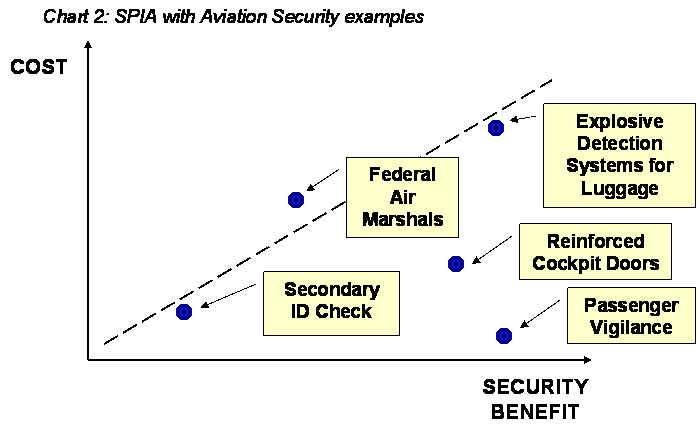 Chart 2: SPIA with Aviation Security examples
COST
Explosive
Detection
Systems for
Luggage
Federal
Air
Marshals
Reinforced
Cockpit Doors
Secondary
ID Check
Passenger
Vigilance
SECURITY
BENEFIT